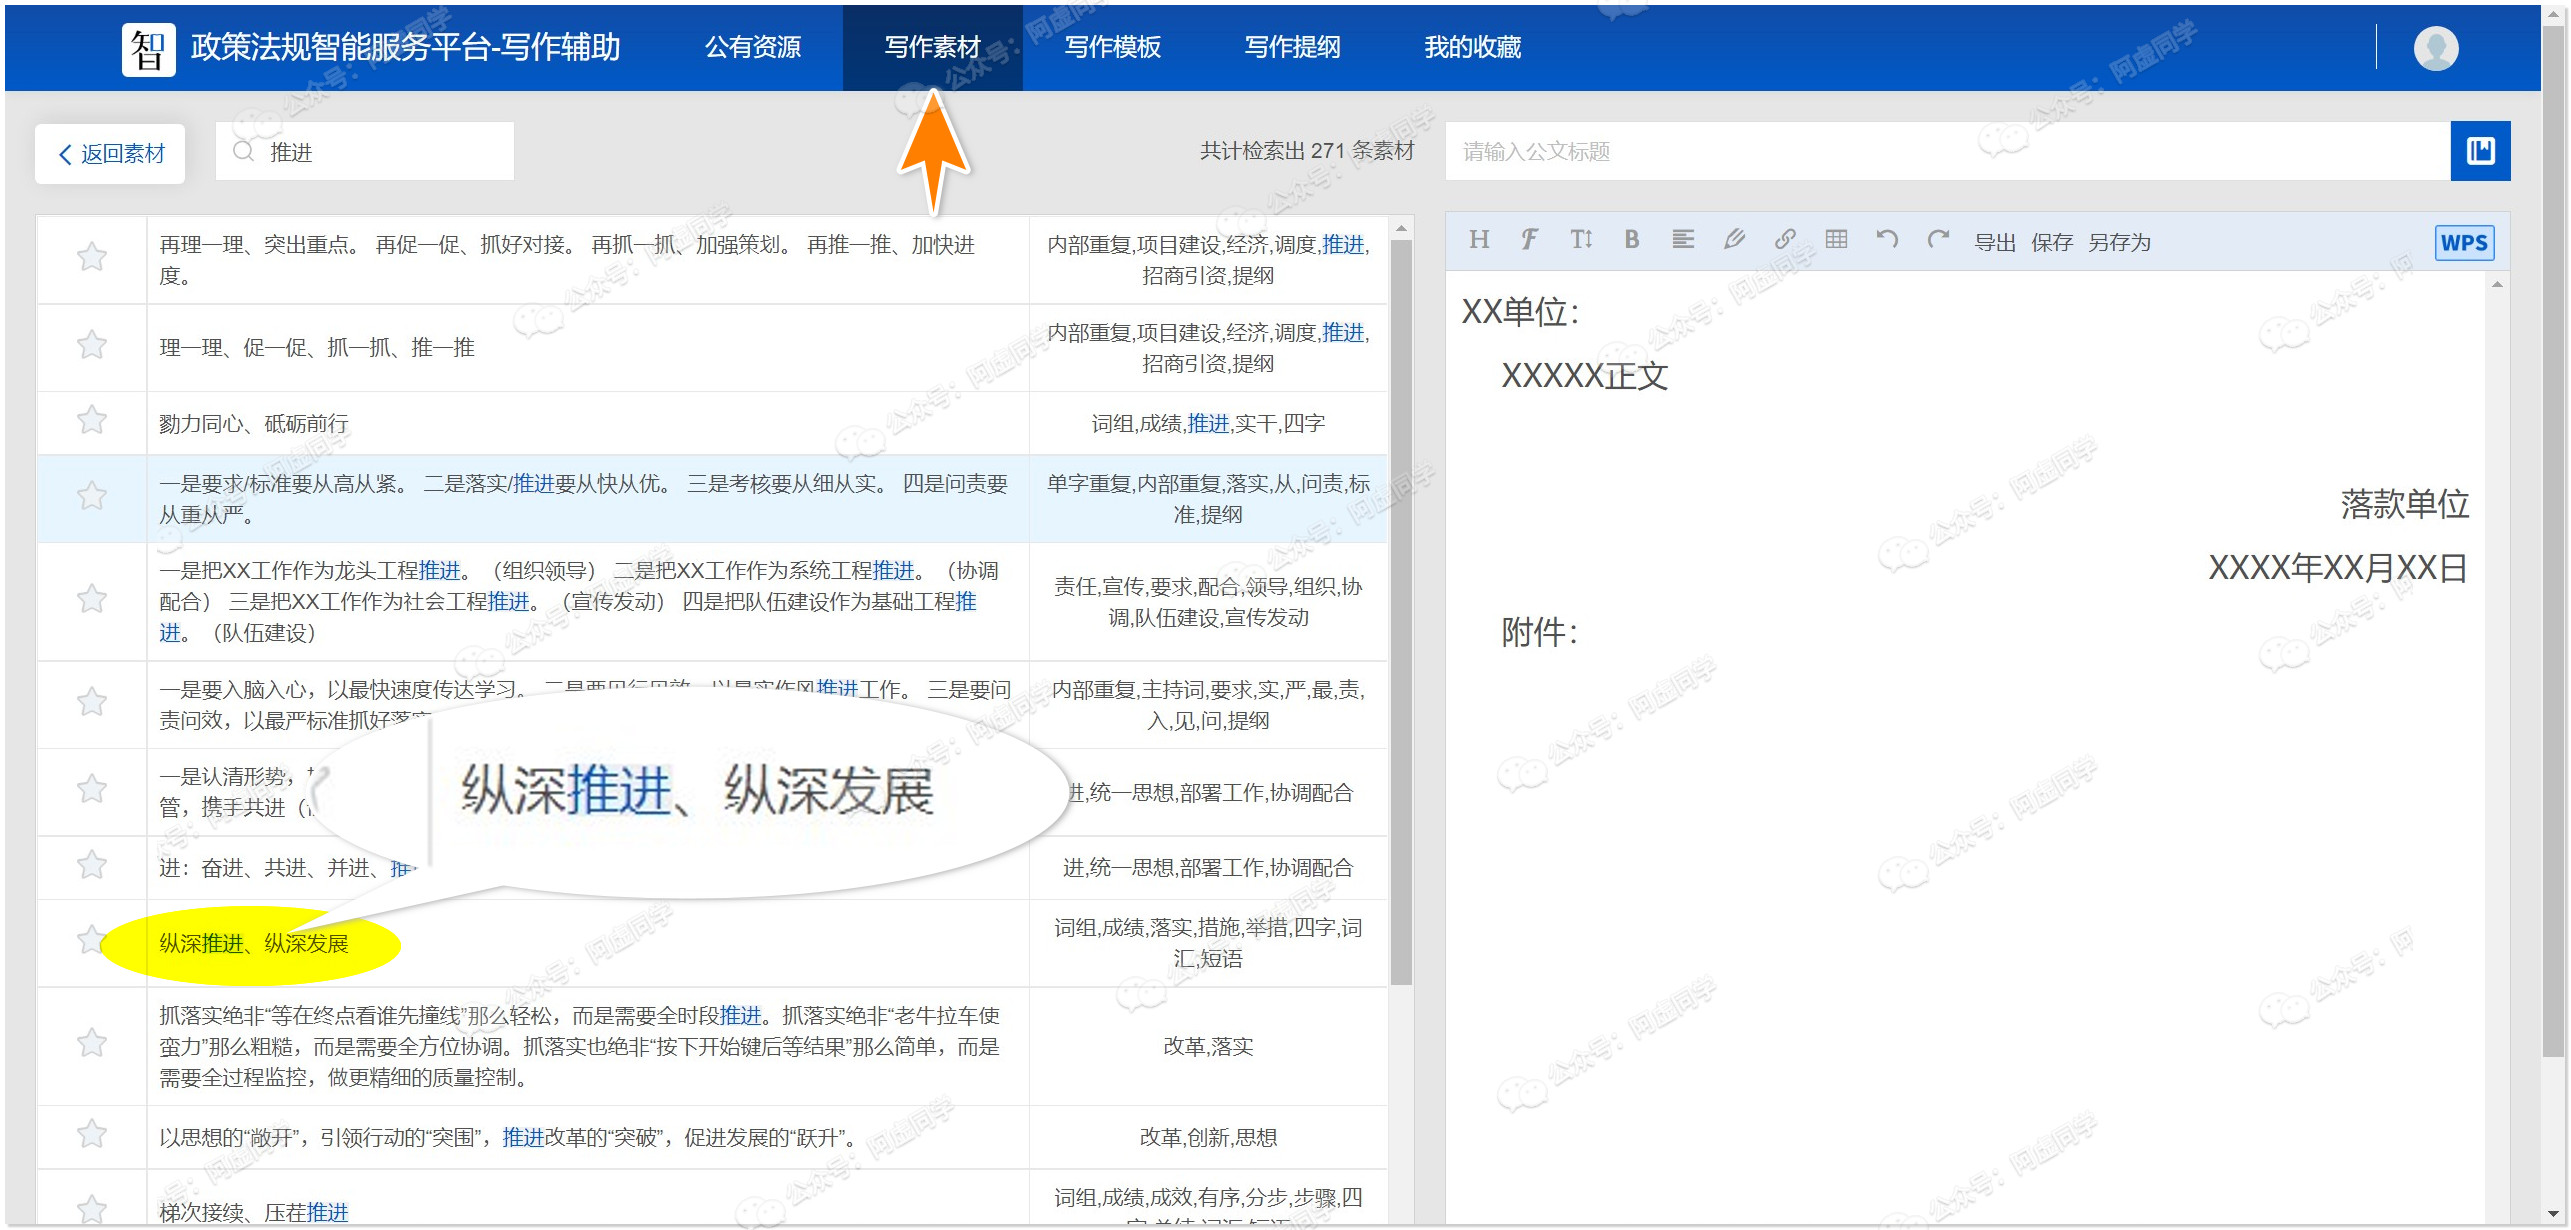 智 政策法规智能服务平台-写作辅助 公有资源 写作素材 写作模板 写作提纲 我的收藏
返回素材 推进 共计检索出 271 条素材 请输入公文标题
再理一理、突出重点。 再促一促、抓好对接。 再抓一抓、加强策划。 再推一推、加快进
度。
内部重复,项目建设,经济,调度,推进,
招商引资,提纲
理一理、促一促、抓一抓、推一推
内部重复,项目建设,经济,调度,推进,
招商引资,提纲
勠力同心、砥砺前行
词组,成绩,推进,实干,四字
一是要求/标准要从高从紧。 二是落实/推进要从快从优。 三是考核要从细从实。 四是问责要
从重从严。
单字重复,内部重复,落实,从,问责,标
准,提纲
一是把XX工作作为龙头工程推进。（组织领导） 二是把XX工作作为系统工程推进。（协调
配合） 三是把XX工作作为社会工程推进。（宣传发动） 四是把队伍建设作为基础工程推
进。（队伍建设）
责任,宣传,要求,配合,领导,组织,协
调,队伍建设,宣传发动
一是要入脑入心，以最快速度传达学习。 推进工作。 三是要问
责问效，以最严标准抓好落实
内部重复,主持词,要求,实,严,最,责,
入,见,问,提纲
一是认清形势，
管，携手共进（
进,统一思想,部署工作,协调配合
纵深推进、纵深发展
进：奋进、共进、并进、推
进,统一思想,部署工作,协调配合
纵深推进、纵深发展
词组,成绩,落实,措施,举措,四字,词
汇,短语
抓落实绝非“等在终点看谁先撞线”那么轻松，而是需要全时段推进。抓落实绝非“老牛拉车使
蛮力”那么粗糙，而是需要全方位协调。抓落实也绝非“按下开始键后等结果”那么简单，而是
需要全过程监控，做更精细的质量控制。
改革,落实
以思想的“敞开”，引领行动的“突围”，推进改革的“突破”，促进发展的“跃升”。
改革,创新,思想
梯次接续、压茬推进
词组,成绩,成效,有序,分步,步骤,四
H F T B 导出 保存 另存为 WPS
XX单位：
XXXXX正文
落款单位
XXXX年XX月XX日
附件：
公众号：阿虚同学